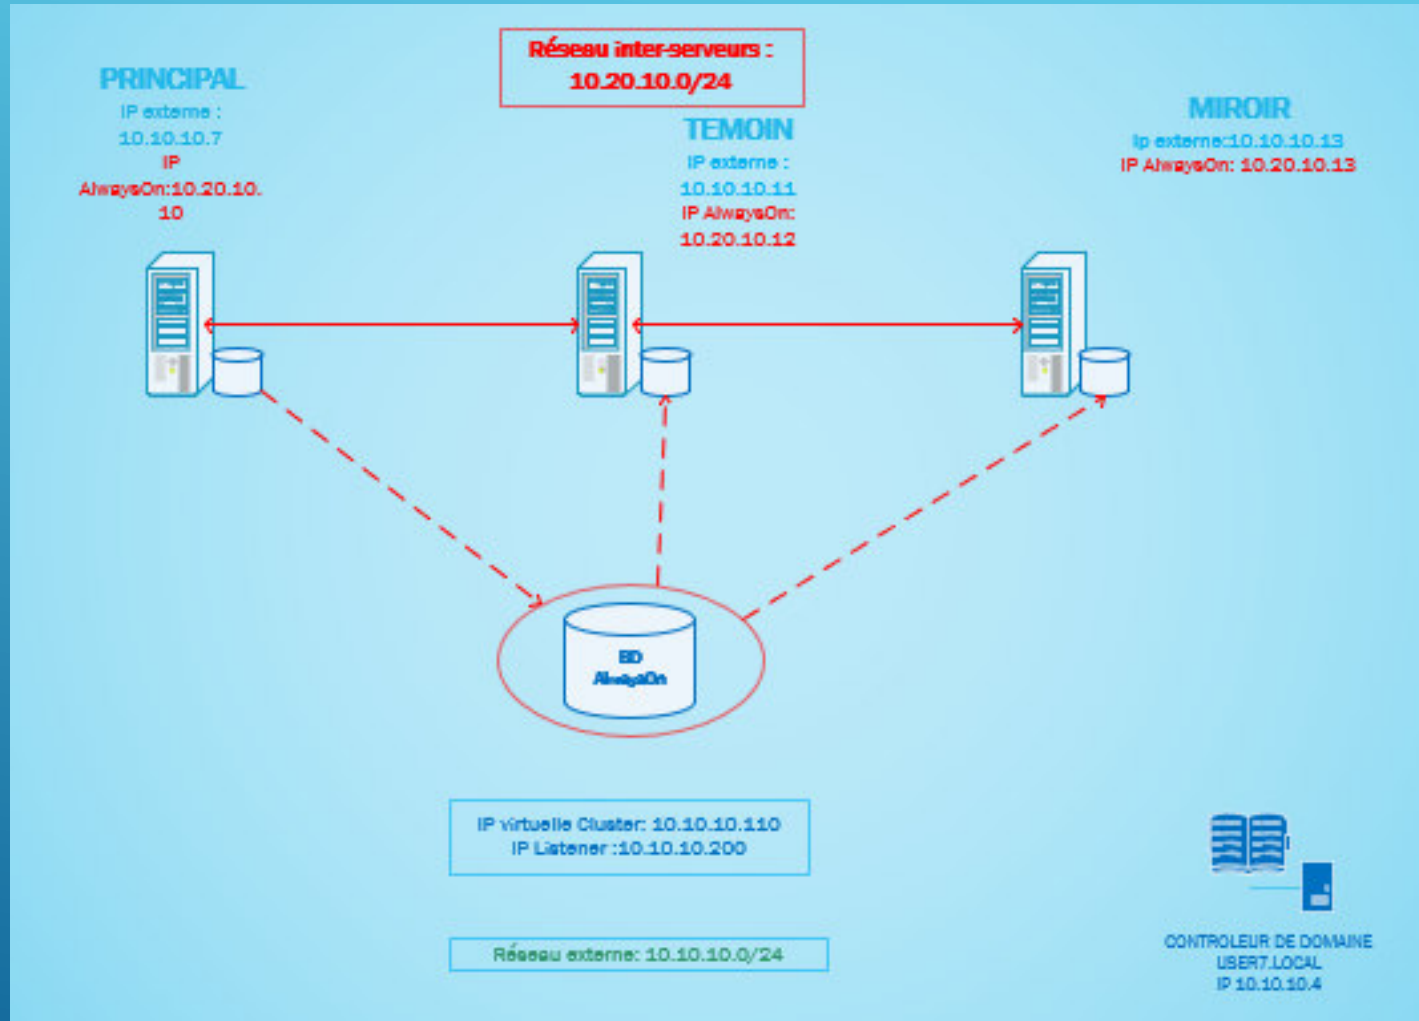 Réseau inter-serveurs :
10.20.10.0/24
PRINCIPAL
IP externe :
10.10.10.7
IP
AlwaysOn:10.20.10.
10
TEMOIN
IP externe :
10.10.10.11
IP AlwaysOn:
10.20.10.12
MIROIR
Ip externe:10.10.10.13
IP AlwaysOn: 10.20.10.13
BD
AlwaysOn
IP virtuelle Cluster: 10.10.10.110
IP Listener :10.10.10.200
Réseau externe: 10.10.10.0/24
CONTROLEUR DE DOMAINE
USER7.LOCAL
IP 10.10.10.4